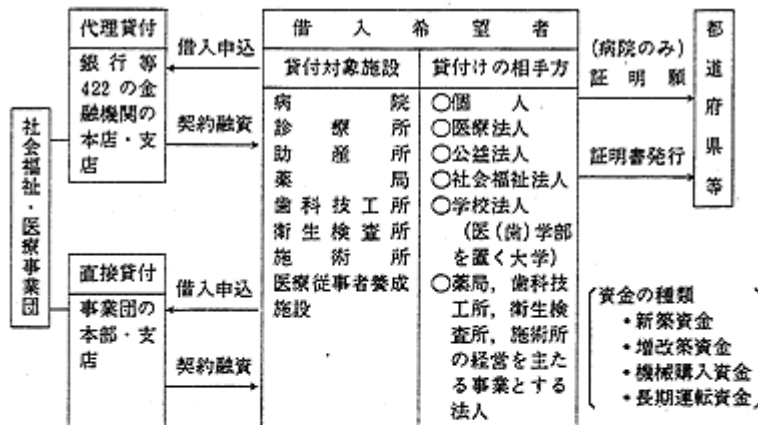 社会福祉・医療事業団
代理貸付
銀行等
422の金
融機関の
本店・支
店
直接貸付
事業団の
本部・支
店
借入申込
契約融資
借入申込
契約融資
借入希望者
貸付対象施設
病院
診療所
助産所
薬局
歯科技工所
衛生検査所
施術所
医療従事者養成
施設
貸付けの相手方
○個人
○医療法人
○公益法人
○社会福祉法人
○学校法人
(医(歯)学部
を置く大学)
○薬局，歯科技
工所，衛生検
査所，施術所
の経営を主た
る事業とする
法人
(病院のみ)
証明願
証明書発行
都道府県等
資金の種類
・新築資金
・増改築資金
・機械購入資金
・長期運転資金